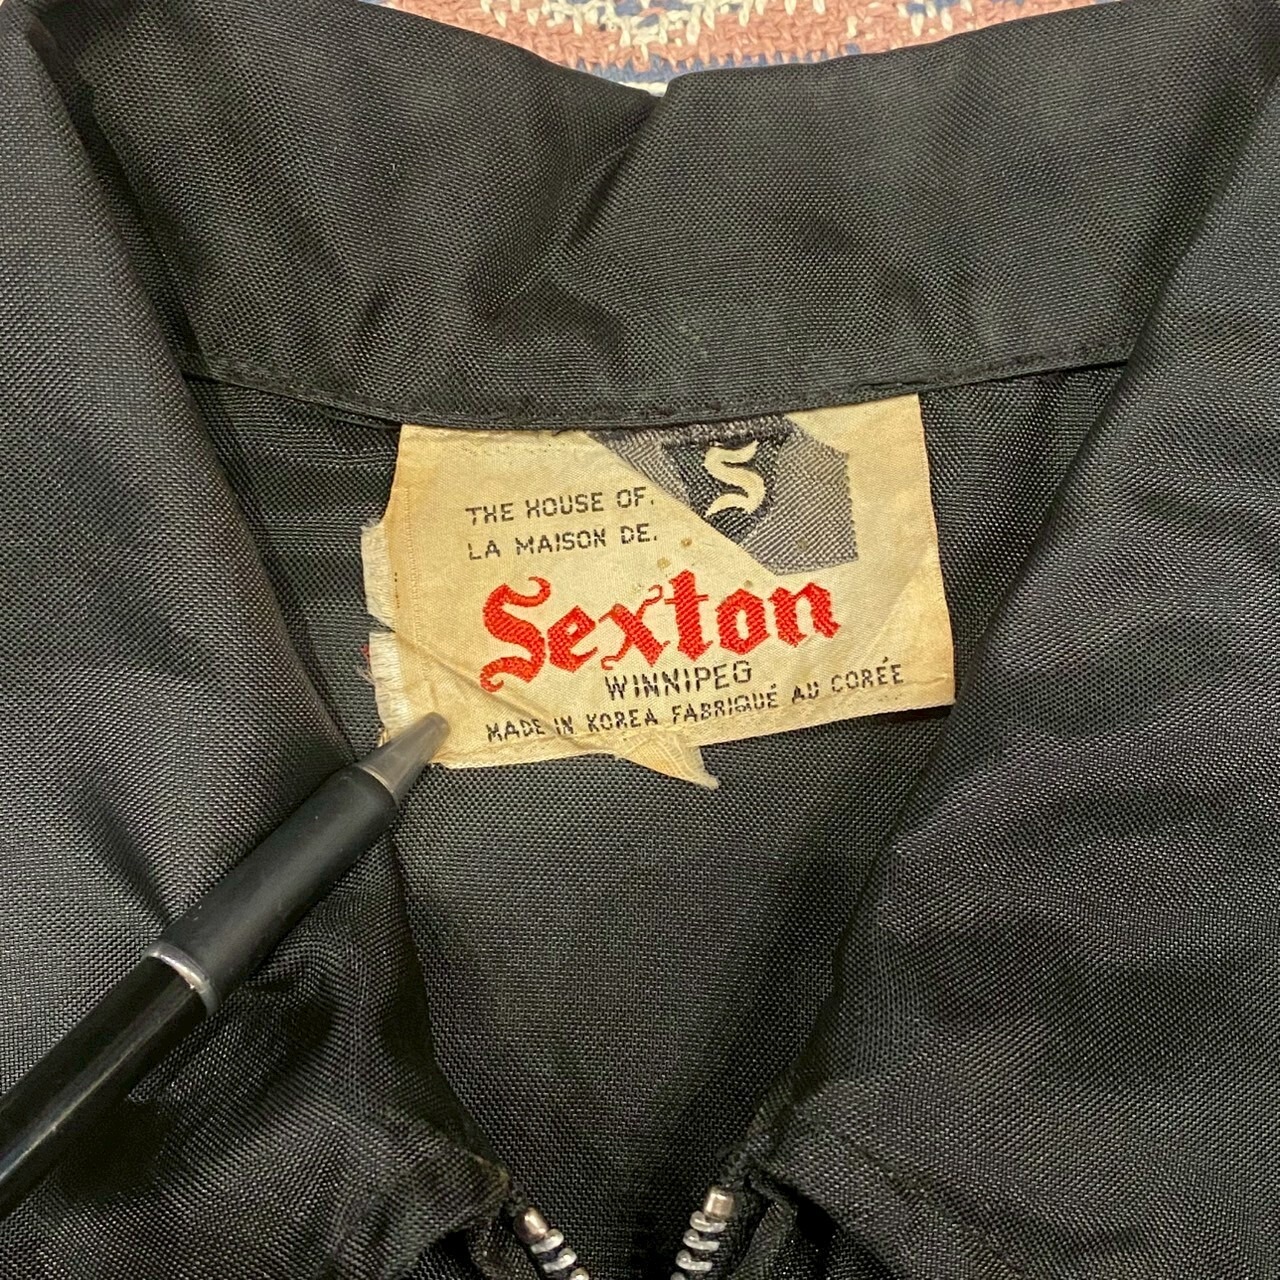 S
THE HOUSE OF.
LA MAISON DE.
Sexton
WINNIPEG
MADE IN KOREA FABRIQUÉ AU CORÉE